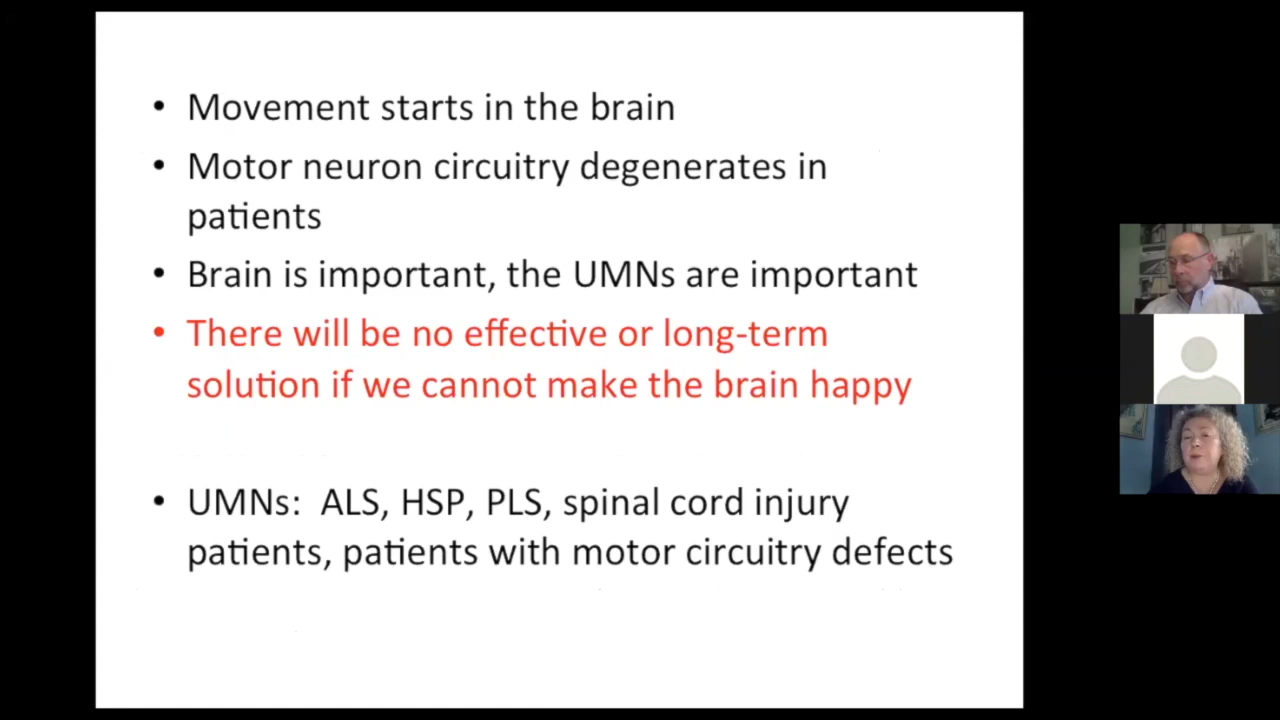 • Movement starts in the brain
• Motor neuron circuitry degenerates in
patients
• Brain is important, the UMNs are important
• There will be no effective or long-term
solution if we cannot make the brain happy
• UMNs: ALS, HSP, PLS, spinal cord injury
patients, patients with motor circuitry defects